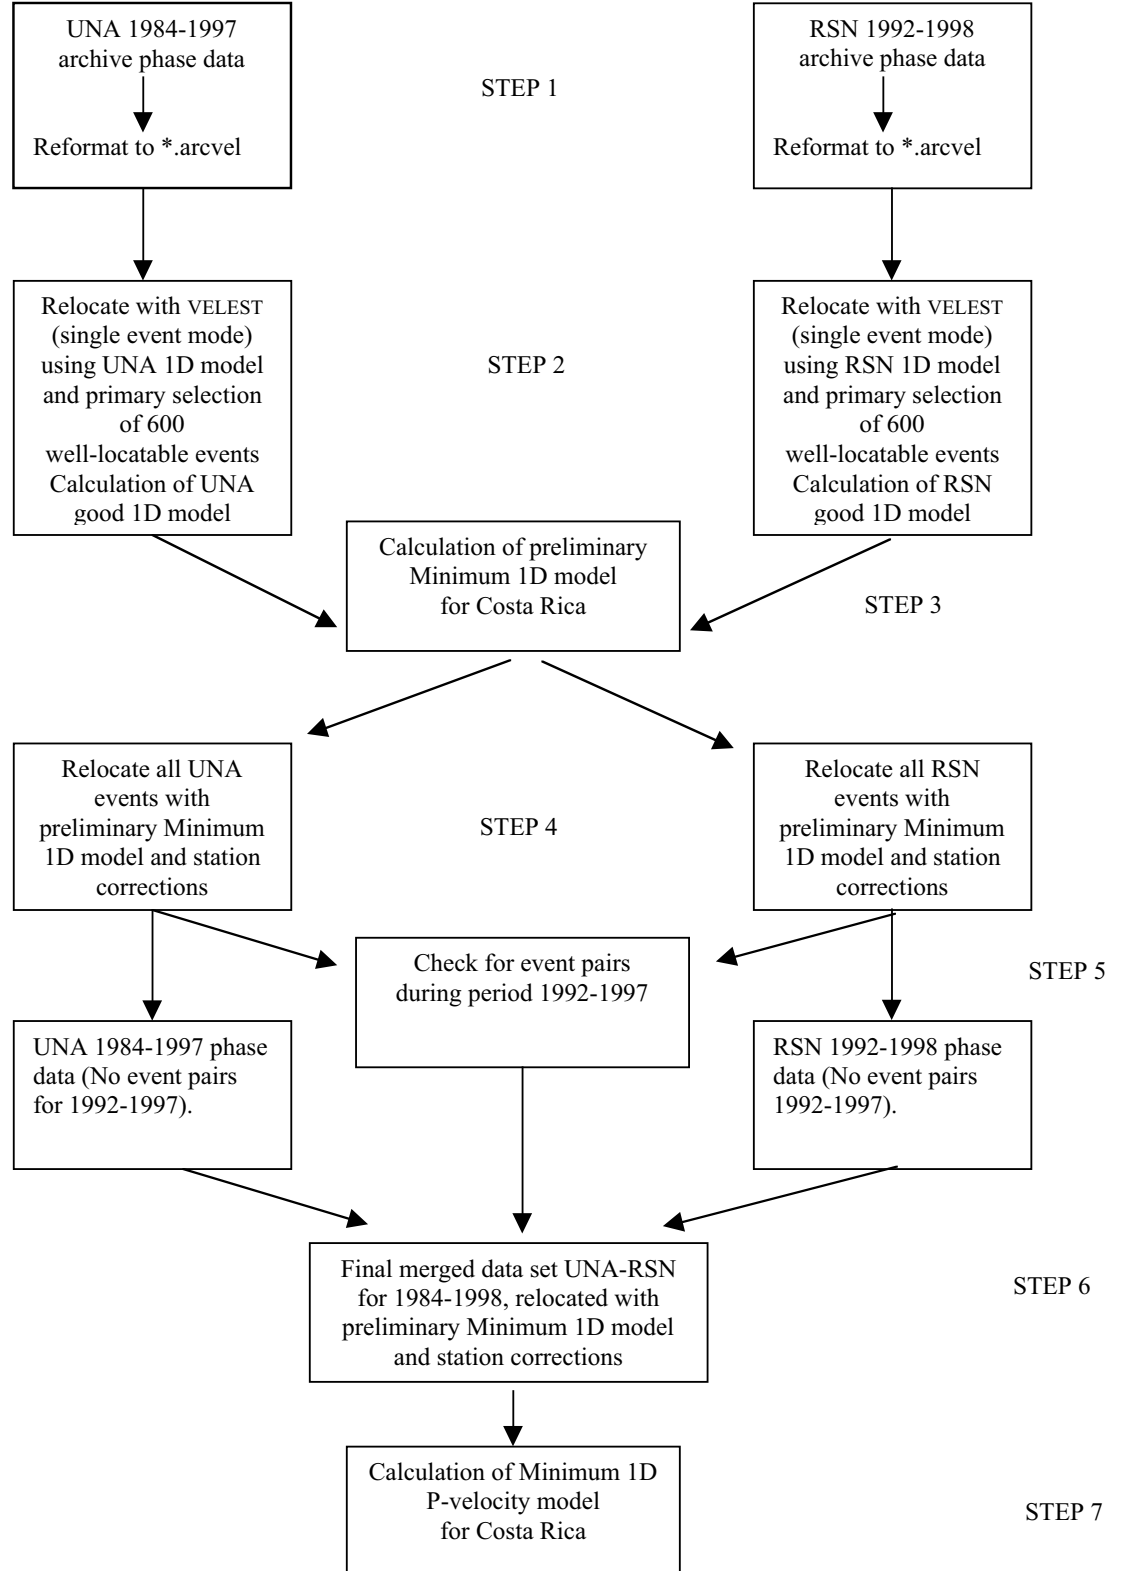 UNA 1984-1997
archive phase data
Reformat to *.arcvel
STEP 1
RSN 1992-1998
archive phase data
Reformat to *.arcvel
Relocate with VELEST
(single event mode)
using UNA 1D model
and primary selection
of 600
well-locatable events
Calculation of UNA
good 1D model
STEP 2
Relocate with VELEST
(single event mode)
using RSN 1D model
and primary selection
of 600
well-locatable events
Calculation of RSN
good 1D model
Calculation of preliminary
Minimum 1D model
for Costa Rica
STEP 3
Relocate all UNA
events with
preliminary Minimum
1D model and station
corrections
STEP 4
Relocate all RSN
events with
preliminary Minimum
1D model and station
corrections
Check for event pairs
during period 1992-1997
STEP 5
UNA 1984-1997 phase
data (No event pairs
for 1992-1997).
RSN 1992-1998 phase
data (No event pairs
1992-1997).
Final merged data set UNA-RSN
for 1984-1998, relocated with
preliminary Minimum 1D model
and station corrections
STEP 6
Calculation of Minimum 1D
P-velocity model
for Costa Rica
STEP 7